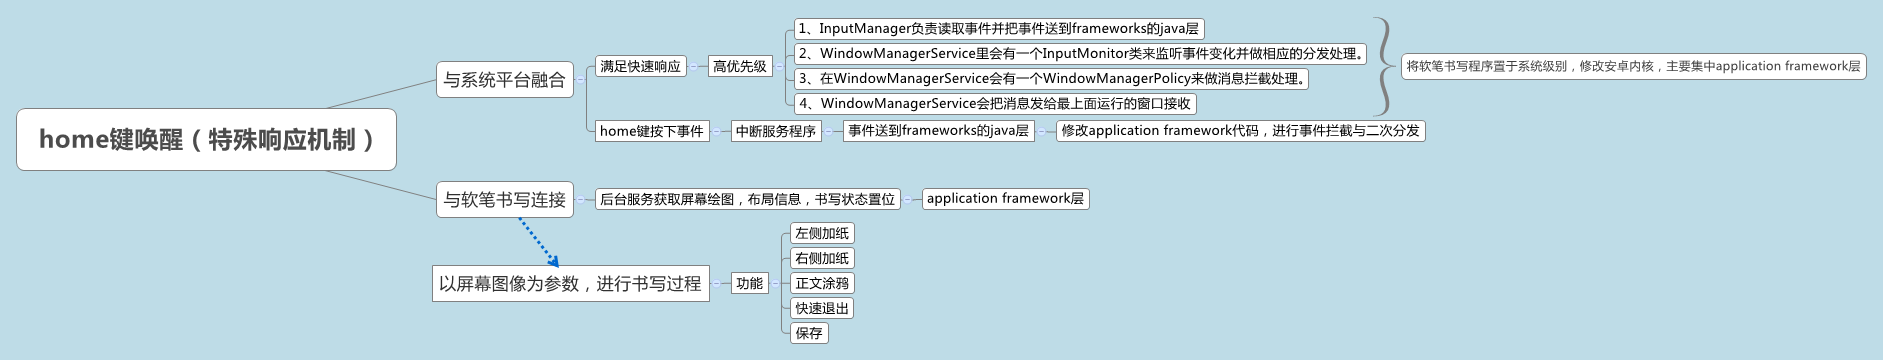 home键唤醒（特殊响应机制）
与系统平台融合
满足快速响应
高优先级
1、InputManager负责读取事件并把事件送到frameworks的java层
2、WindowManagerService里会有一个InputMonitor类来监听事件变化并做相应的分发处理。
3、在WindowManagerService会有一个WindowManagerPolicy来做消息拦截处理。
4、WindowManagerService会把消息发给最上面运行的窗口接收
将软笔书写程序置于系统级别，修改安卓内核，主要集中application framework层
home键按下事件
中断服务程序
事件送到frameworks的java层
修改application framework代码，进行事件拦截与二次分发
与软笔书写连接
后台服务获取屏幕绘图，布局信息，书写状态置位
application framework层
以屏幕图像为参数，进行书写过程
功能
左侧加纸
右侧加纸
正文涂鸦
快速退出
保存